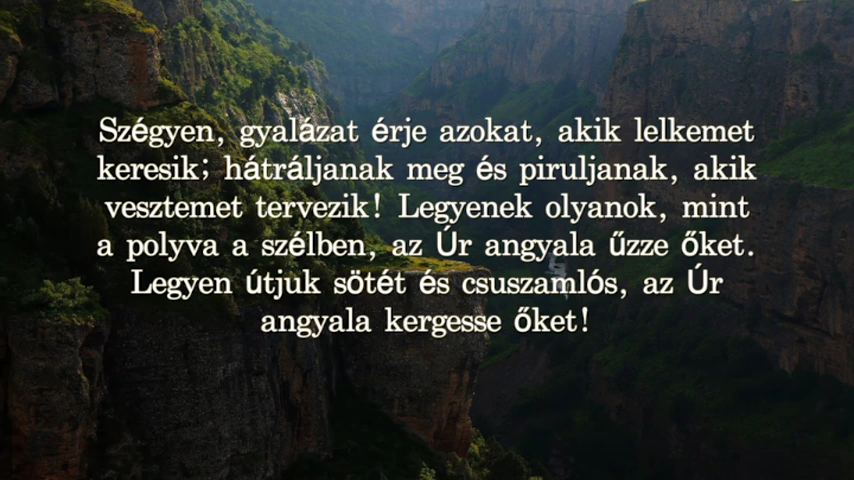 Szégyen, gyalázat érje azokat, akik lelkemet
keresik; hátráljanak meg és piruljanak, akik
vesztemet tervezik! Legyenek olyanok, mint
a polyva a szélben, az Úr angyala űzze őket.
Legyen útjuk sötét és csuszamlós, az Úr
angyala kergesse őket!